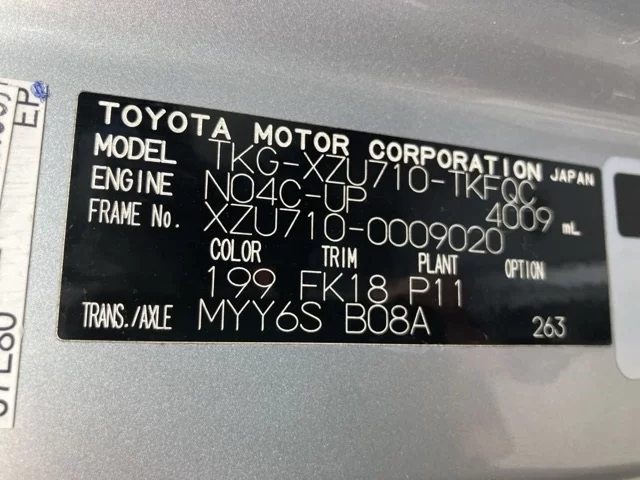 TOYOTA MOTOR CORPORATION JAPAN
MODEL TKG-XZU710-TKFQC
ENGINE N04C-UP 4009 mL
FRAME No. XZU710-0009020
COLOR TRIM PLANT OPTION
199 FK18 P11
TRANS./AXLE MYY6S B08A 263
EP